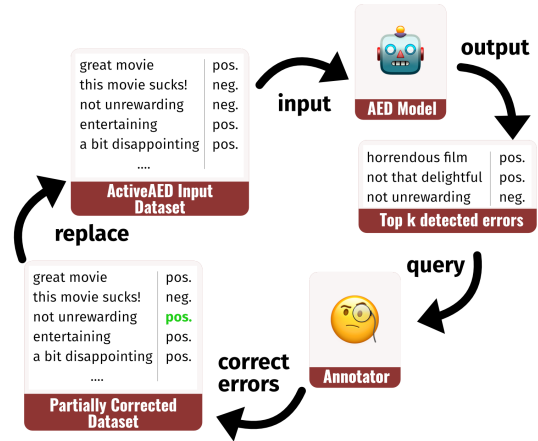 great movie pos.
this movie sucks! neg.
not unrewarding neg.
entertaining pos.
a bit disappointing pos.
....
ActiveAED Input
Dataset
input
AED Model
output
horrendous film pos.
not that delightful pos.
not unrewarding neg.
Top k detected errors
query
Annotator
correct
errors
great movie pos.
this movie sucks! neg.
not unrewarding pos.
entertaining pos.
a bit disappointing pos.
....
Partially Corrected
Dataset
replace